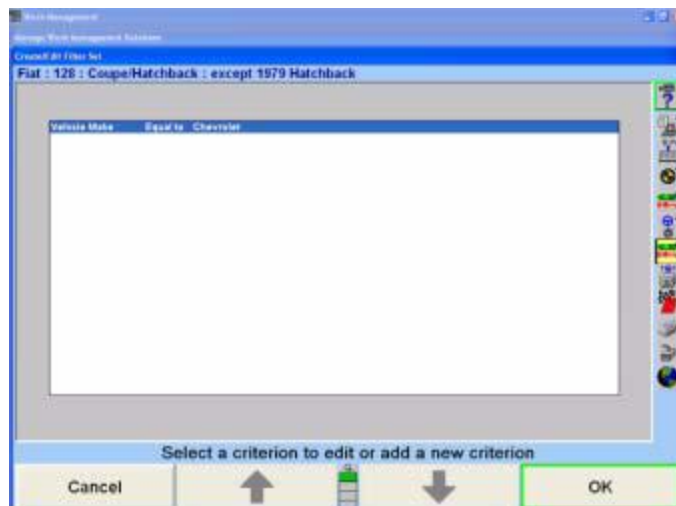 Work Management
Manage Work Management Database
Create/Edit Filter Set
Fiat : 128 : Coupe/Hatchback : except 1979 Hatchback
Vehicle Make Equal to Chevrolet
Select a criterion to edit or add a new criterion
Cancel
OK